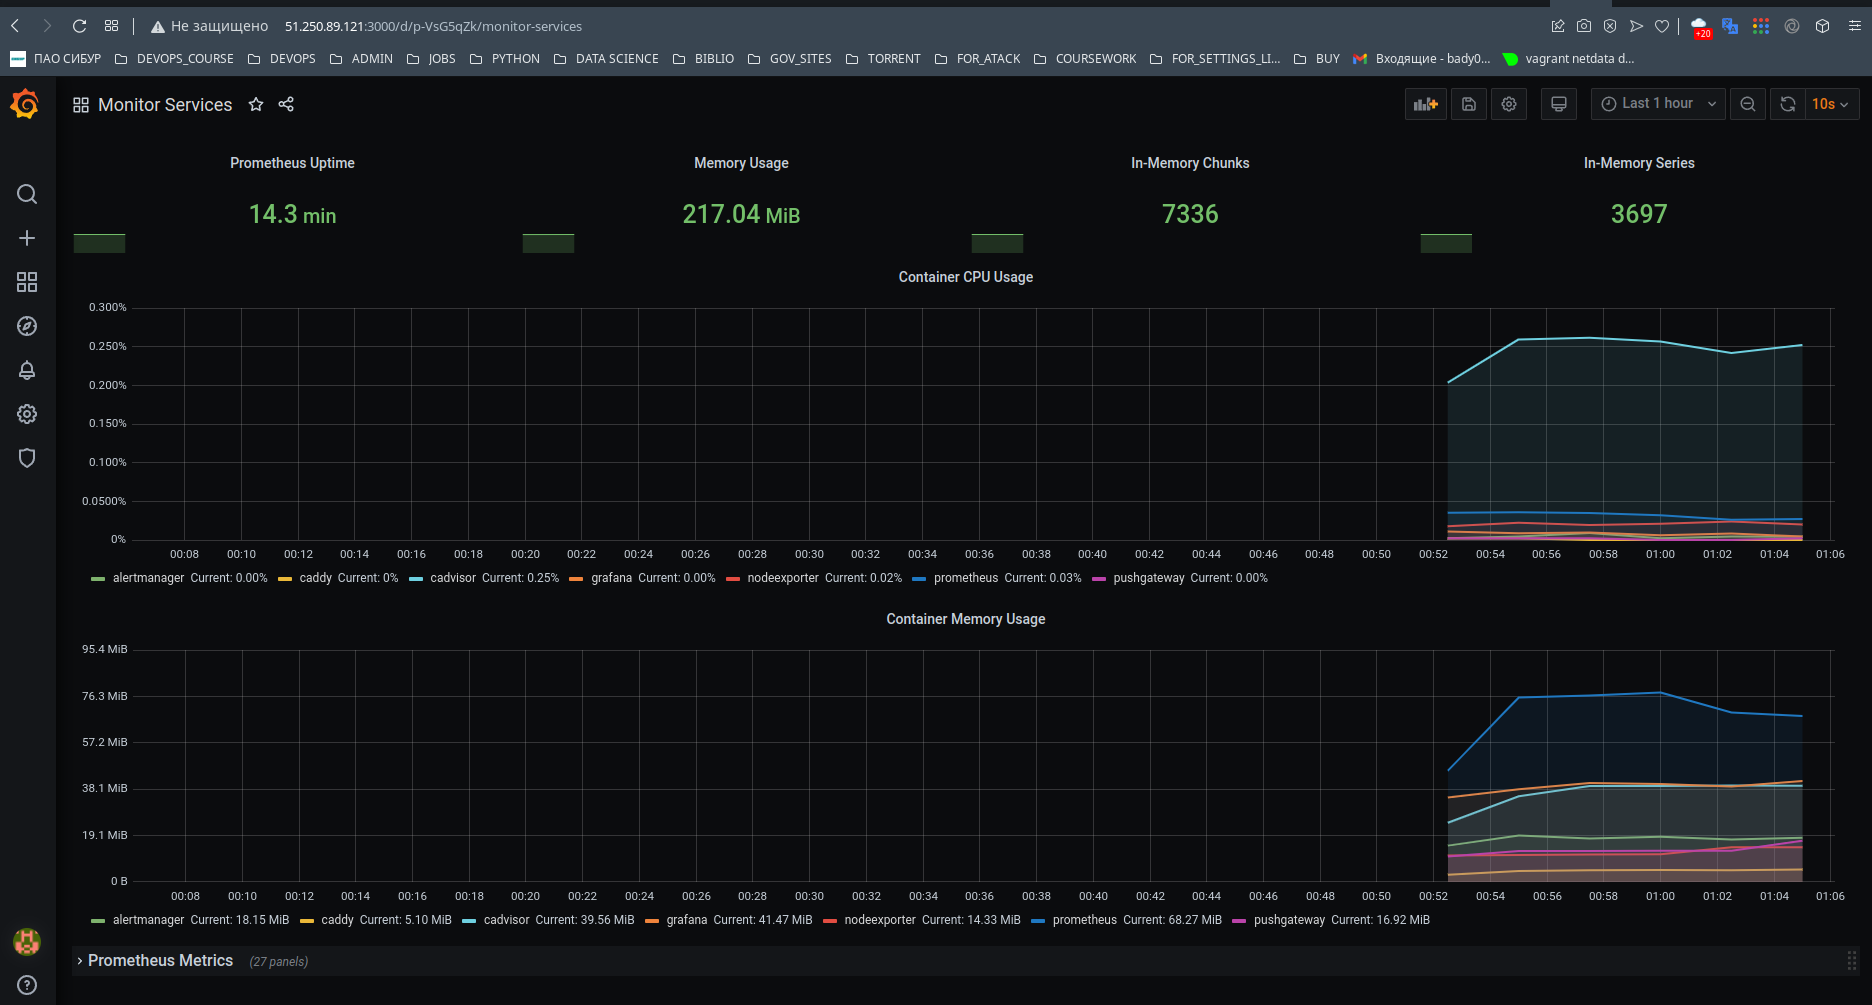 Не защищено 51.250.89.121:3000/d/p-VsG5qZk/monitor-services +20
ПАО СИБУР DEVOPS_COURSE DEVOPS ADMIN JOBS PYTHON DATA SCIENCE BIBLIO GOV_SITES TORRENT FOR_ATACK COURSEWORK FOR_SETTINGS_LI... BUY Входящие - bady0... vagrant netdata d...
Monitor Services Last 1 hour 10s
Prometheus Uptime Memory Usage In-Memory Chunks In-Memory Series
14.3 min 217.04 MiB 7336 3697
Container CPU Usage
0.300%
0.250%
0.200%
0.150%
0.100%
0.0500%
0%
00:08 00:10 00:12 00:14 00:16 00:18 00:20 00:22 00:24 00:26 00:28 00:30 00:32 00:34 00:36 00:38 00:40 00:42 00:44 00:46 00:48 00:50 00:52 00:54 00:56 00:58 01:00 01:02 01:04 01:06
alertmanager Current: 0.00% caddy Current: 0% cadvisor Current: 0.25% grafana Current: 0.00% nodeexporter Current: 0.02% prometheus Current: 0.03% pushgateway Current: 0.00%
Container Memory Usage
95.4 MiB
76.3 MiB
57.2 MiB
38.1 MiB
19.1 MiB
0 B
00:08 00:10 00:12 00:14 00:16 00:18 00:20 00:22 00:24 00:26 00:28 00:30 00:32 00:34 00:36 00:38 00:40 00:42 00:44 00:46 00:48 00:50 00:52 00:54 00:56 00:58 01:00 01:02 01:04 01:06
alertmanager Current: 18.15 MiB caddy Current: 5.10 MiB cadvisor Current: 39.56 MiB grafana Current: 41.47 MiB nodeexporter Current: 14.33 MiB prometheus Current: 68.27 MiB pushgateway Current: 16.92 MiB
Prometheus Metrics (27 panels)